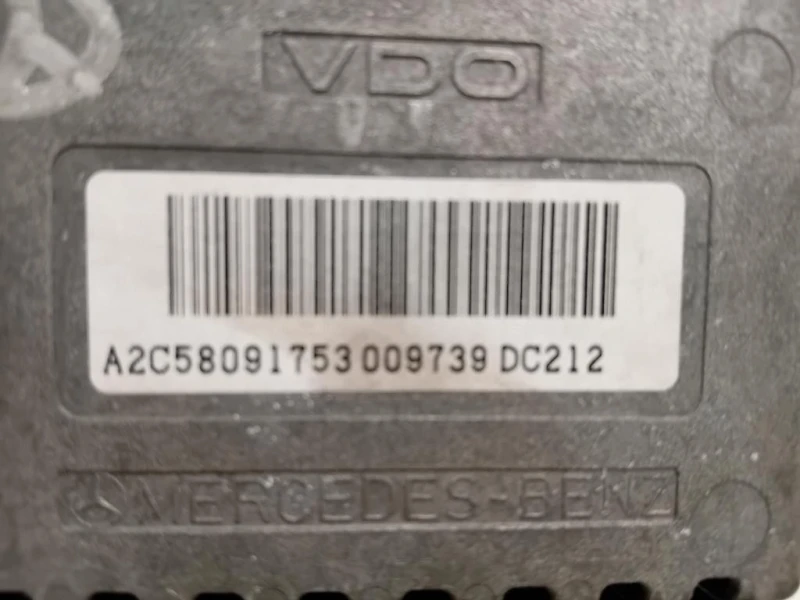 VDO
A2C58091753 009739 DC212
MERCEDES-BENZ